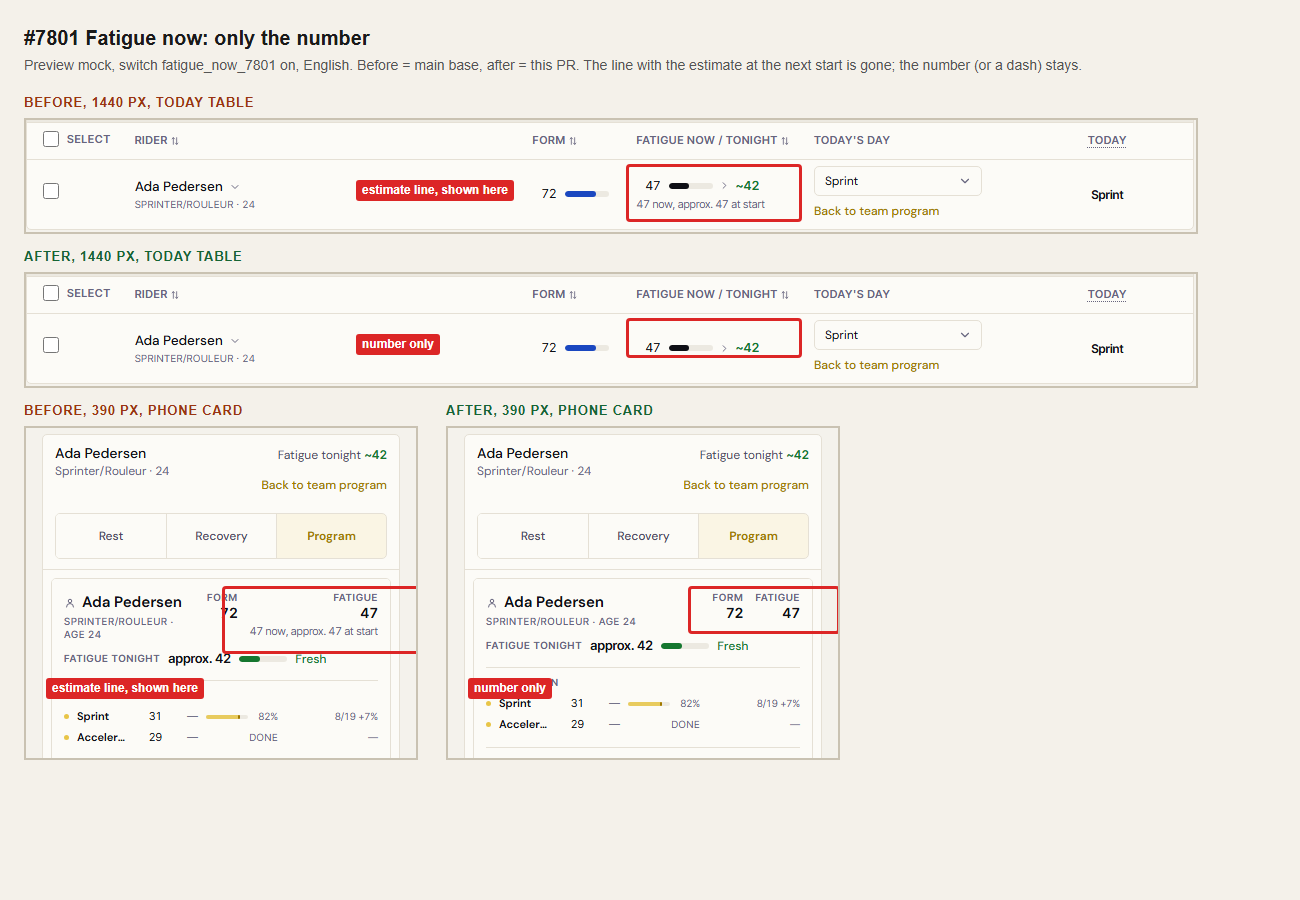 #7801 Fatigue now: only the number
Preview mock, switch fatigue_now_7801 on, English. Before = main base, after = this PR. The line with the estimate at the next start is gone; the number (or a dash) stays.
BEFORE, 1440 PX, TODAY TABLE
SELECT RIDER ⇅ FORM ⇅ FATIGUE NOW / TONIGHT ⇅ TODAY'S DAY TODAY
Ada Pedersen estimate line, shown here 72 47 › ~42 Sprint Sprint
SPRINTER/ROULEUR · 24 47 now, approx. 47 at start Back to team program
AFTER, 1440 PX, TODAY TABLE
SELECT RIDER ⇅ FORM ⇅ FATIGUE NOW / TONIGHT ⇅ TODAY'S DAY TODAY
Ada Pedersen number only 72 47 › ~42 Sprint Sprint
SPRINTER/ROULEUR · 24 Back to team program
BEFORE, 390 PX, PHONE CARD
Ada Pedersen Fatigue tonight ~42
Sprinter/Rouleur · 24
Back to team program
Rest Recovery Program
Ada Pedersen FORM FATIGUE
72 47
SPRINTER/ROULEUR · 47 now, approx. 47 at start
AGE 24
FATIGUE TONIGHT approx. 42 Fresh
estimate line, shown here
Sprint 31 — 82% 8/19 +7%
Acceler... 29 — DONE —
AFTER, 390 PX, PHONE CARD
Ada Pedersen Fatigue tonight ~42
Sprinter/Rouleur · 24
Back to team program
Rest Recovery Program
Ada Pedersen FORM FATIGUE
72 47
SPRINTER/ROULEUR · AGE 24
FATIGUE TONIGHT approx. 42 Fresh
number only
Sprint 31 — 82% 8/19 +7%
Acceler... 29 — DONE —